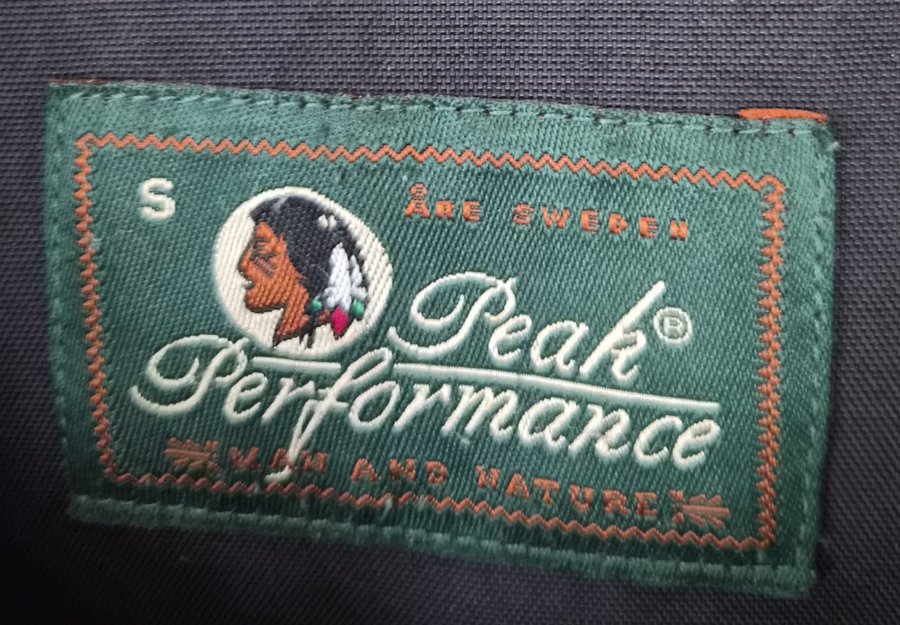 S
ÅRE SWEDEN
Peak®
Performance
MAN AND NATURE